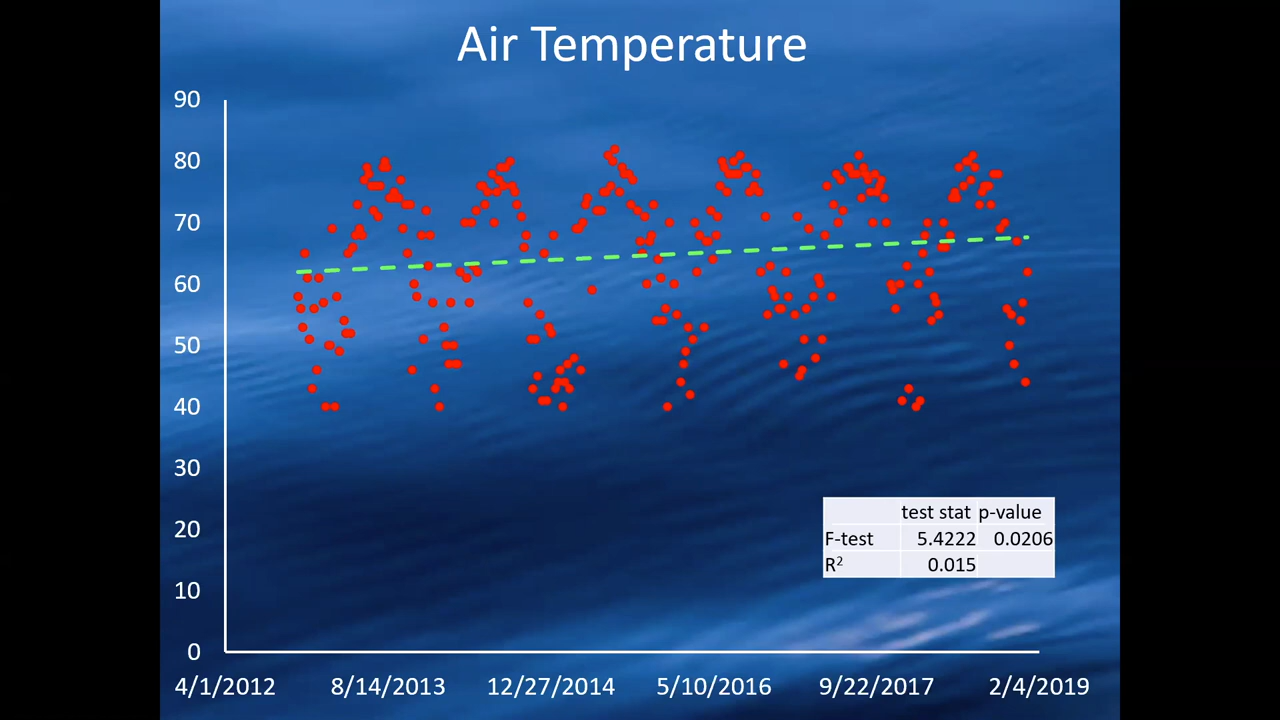 Air Temperature
90
80
70
60
50
40
30
20
10
0
4/1/2012 8/14/2013 12/27/2014 5/10/2016 9/22/2017 2/4/2019
test stat p-value
F-test 5.4222 0.0206
R² 0.015